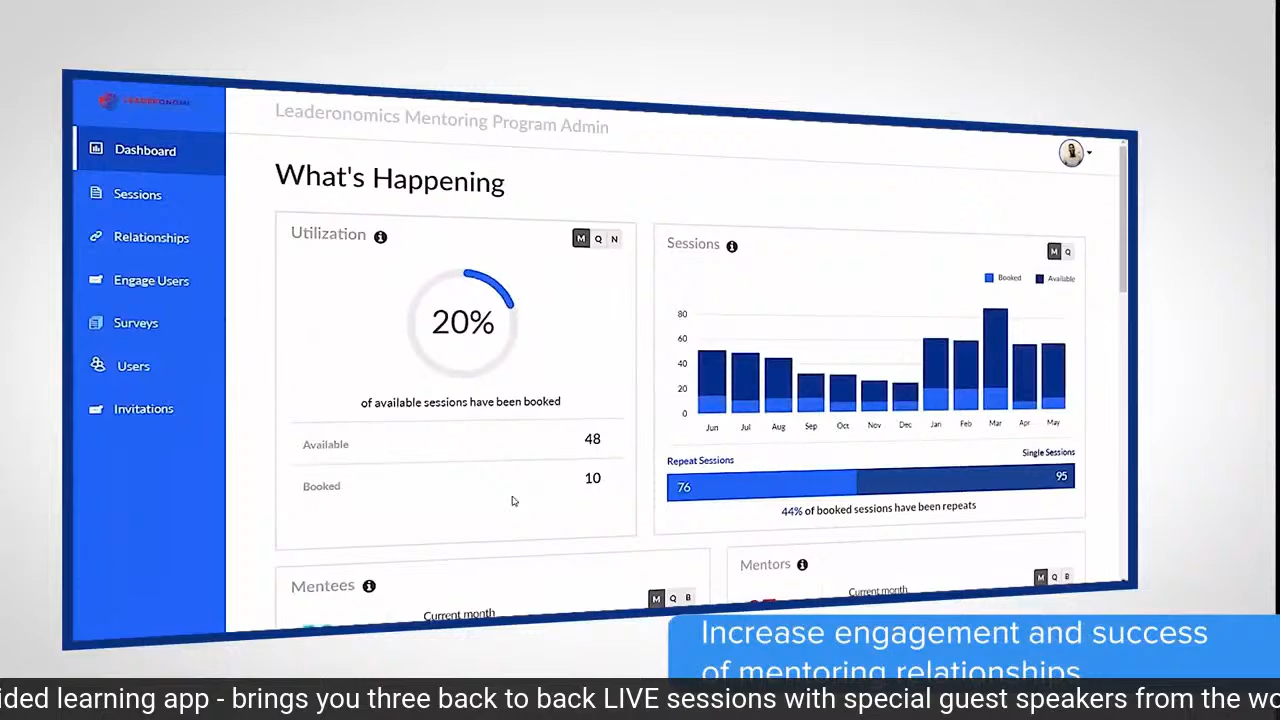 LEADERONOMI
Leaderonomics Mentoring Program Admin
Dashboard
Sessions
Relationships
Engage Users
Surveys
Users
Invitations
What's Happening
Utilization
M Q N
20%
of available sessions have been booked
Available 48
Booked 10
Sessions
M Q
Booked Available
80
60
40
20
0
Jun Jul Aug Sep Oct Nov Dec Jan Feb Mar Apr May
Repeat Sessions Single Sessions
76 95
44% of booked sessions have been repeats
Mentees
M Q B
Current month
Mentors
M Q B
Current month
Increase engagement and success
of mentoring relationships
ided learning app - brings you three back to back LIVE sessions with special guest speakers from the wo